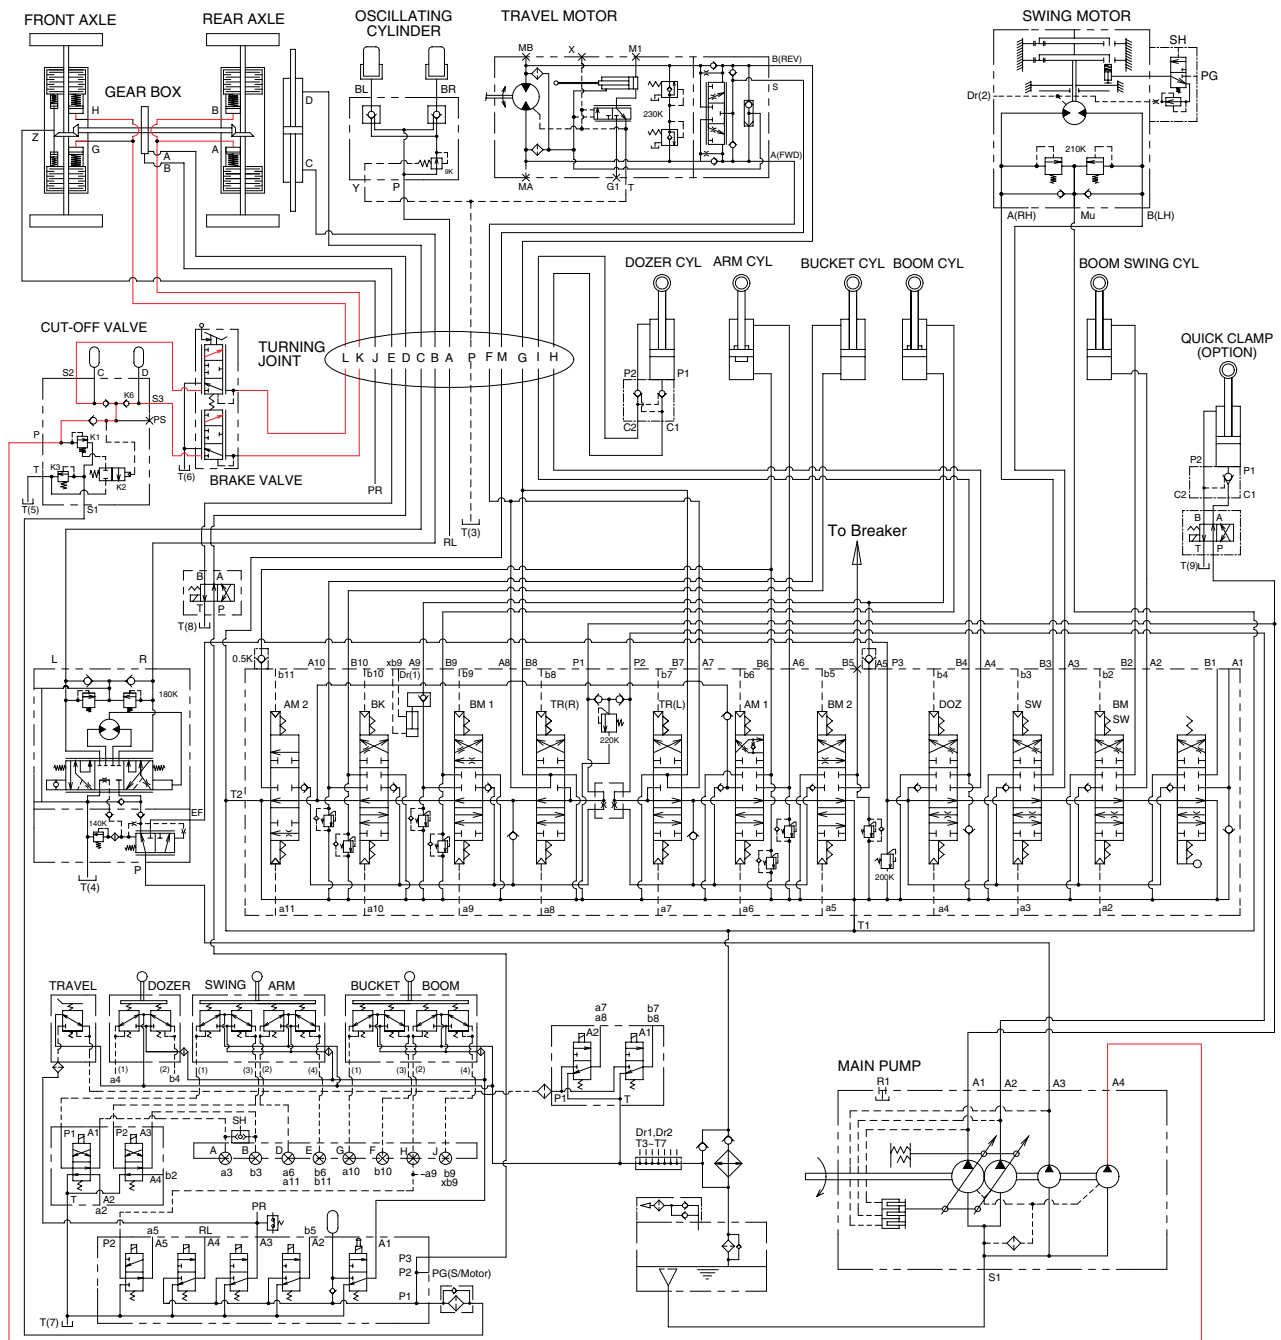 FRONT AXLE
REAR AXLE
OSCILLATING
CYLINDER
TRAVEL MOTOR
SWING MOTOR
GEAR BOX
H
B
Z
G
A
A
B
D
C
BL
BR
9K
Y
P
MB
X
M1
B(REV)
S
230K
A(FWD)
MA
G1
T
SH
PG
Dr(2)
210K
A(RH)
Mu
B(LH)
DOZER CYL
ARM CYL
BUCKET CYL
BOOM CYL
BOOM SWING CYL
QUICK CLAMP
(OPTION)
P2
P1
C2
C1
P2
P1
C2
C1
B
A
T
P
T(9)
CUT-OFF VALVE
TURNING
JOINT
L K J E D C B A P F M G I H
S2
C
D
K6
S3
PS
P
K1
K3
T
K2
T(5)
S1
T(6)
BRAKE VALVE
PR
RL
T(3)
To Breaker
B
A
T
P
T(8)
L
R
180K
EF
140K
P
T(4)
0.5K
A10
B10
xb9
A9
B9
A8
B8
P1
P2
B7
A7
B6
A6
B5
A5
P3
B4
A4
B3
A3
B2
A2
B1
A1
b11
b10
Dr(1)
b9
b8
b7
b6
b5
b4
b3
b2
AM 2
BK
BM 1
TR(R)
TR(L)
AM 1
BM 2
DOZ
SW
BM
SW
220K
T2
200K
a11
a10
a9
a8
a7
a6
a5
T1
a4
a3
a2
TRAVEL
DOZER
SWING
ARM
BUCKET
BOOM
(1)
(2)
(1)
(3)
(2)
(4)
(1)
(3)
(2)
(4)
a4
b4
a7
a8
b7
b8
A2
A1
P1
T
SH
P1
A1
P2
A3
A
B
D
E
G
F
H
J
a3
b3
a6
a11
b6
b11
a10
b10
a9
b9
xb9
A4
b2
T
A2
a2
PR
a5
RL
b5
P2
A5
A4
A3
A2
A1
P3
P2
P1
PG(S/Motor)
T(7)
Dr1,Dr2
T3~T7
MAIN PUMP
R1
A1
A2
A3
A4
S1